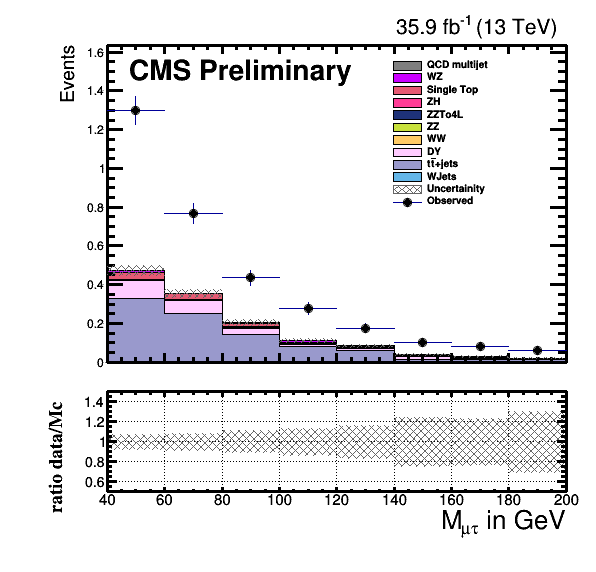 35.9 fb⁻¹ (13 TeV)
Events
CMS Preliminary
1.6
1.4
1.2
1
0.8
0.6
0.4
0.2
0
QCD multijet
WZ
Single Top
ZH
ZZTo4L
ZZ
WW
DY
tt̄+jets
WJets
Uncertainity
Observed
ratio data/Mc
1.4
1.2
1
0.8
0.6
40 60 80 100 120 140 160 180 200
Mμτ in GeV